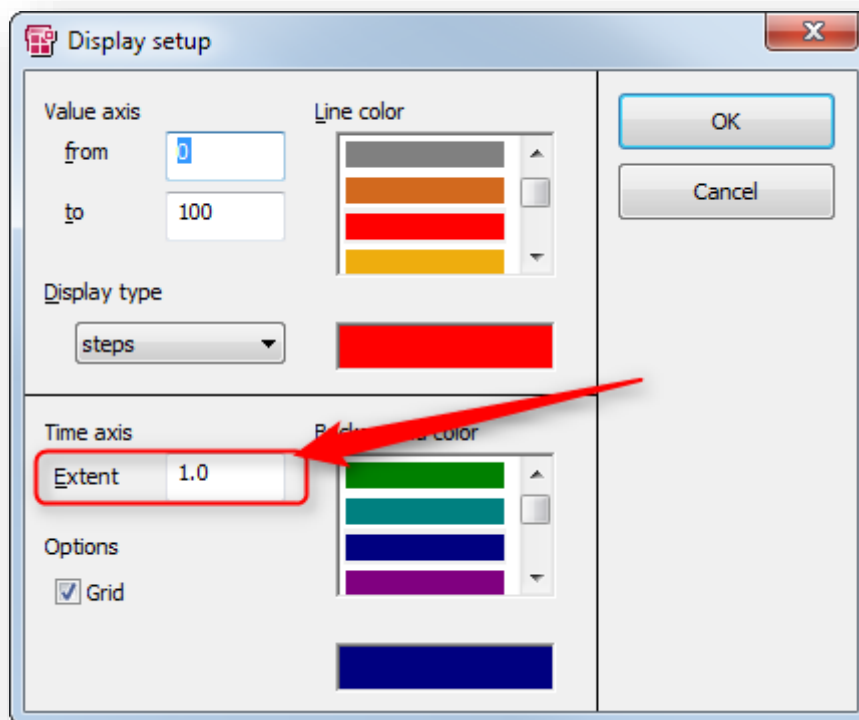 Display setup
Value axis
from
0
to
100
Display type
steps
Line color
OK
Cancel
Time axis
Extent
1.0
Options
Grid
color